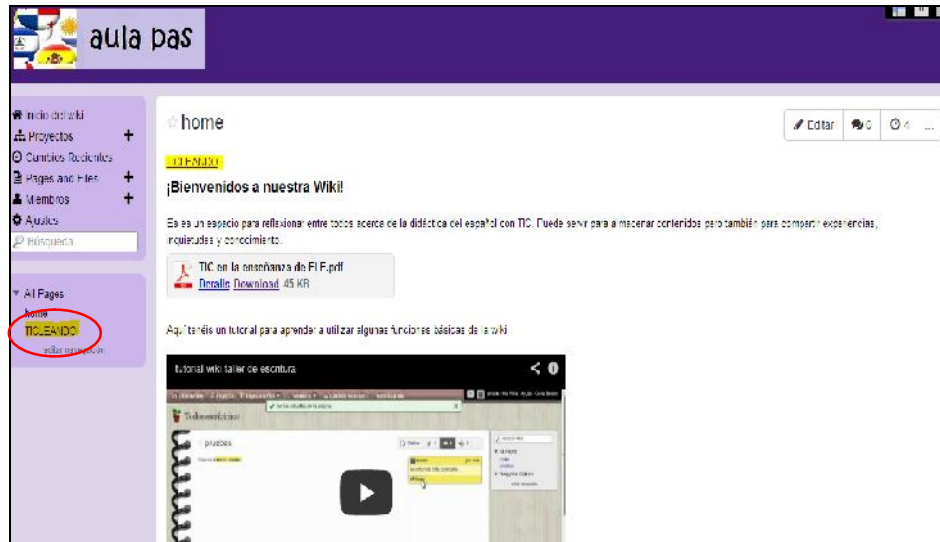 aula pas
Inicio del wiki
Proyectos +
Cambios Recientes
Pages and Files +
Miembros +
Ajustes
Búsqueda
All Pages
home
TICLEANDO
editar navegación
home
Editar 0 4 ...
TICLEANDO
¡Bienvenidos a nuestra Wiki!
Es es un espacio para reflexionar entre todos acerca de la didáctica del español con TIC. Puede servir para almacenar contenidos pero también para compartir experiencias,
inquietudes y conocimiento.
TIC en la enseñanza de ELE.pdf
Details Download 45 KB
Aquí tenéis un tutorial para aprender a utilizar algunas funciones básicas de la wiki
tutorial wiki taller de escritura
pruebas